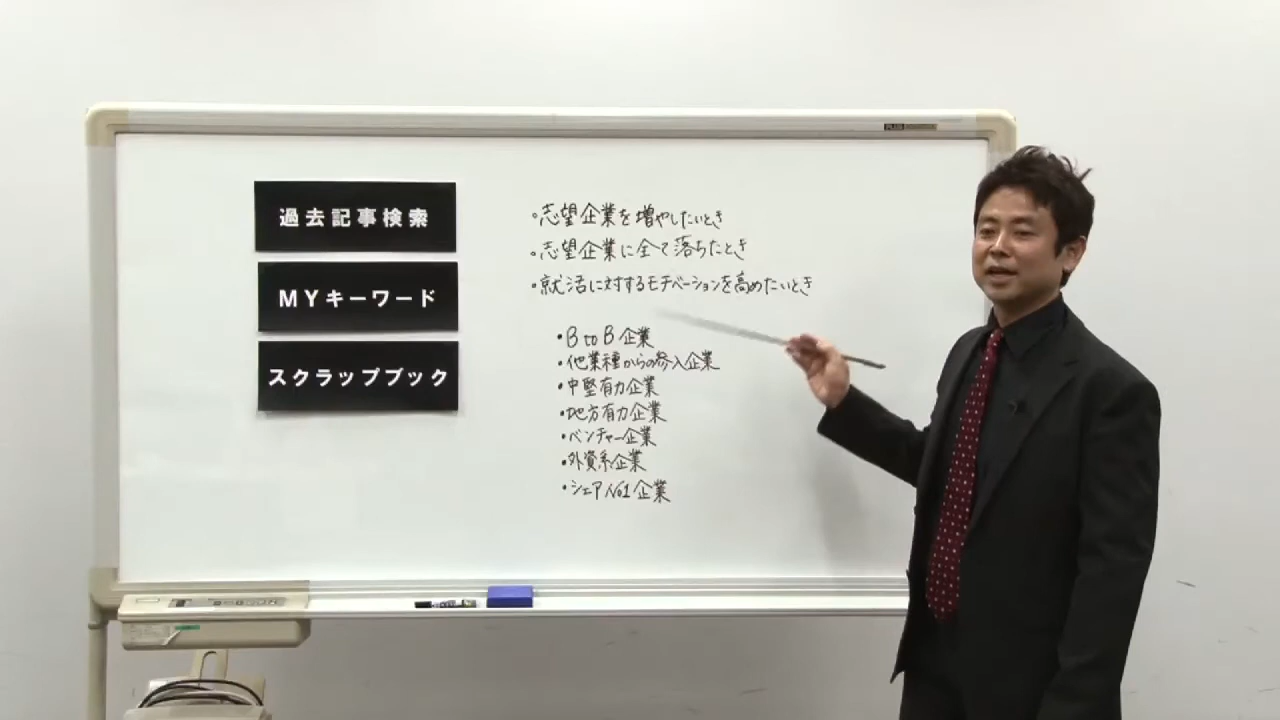 過去記事検索
MYキーワード
スクラップブック
・志望企業を増やしたいとき
・志望企業に全て落ちたとき
・就活に対するモチベーションを高めたいとき
・B to B 企業
・他業種からの参入企業
・中堅有力企業
・地方有力企業
・ベンチャー企業
・外資系企業
・シェアNo1企業
PLUS